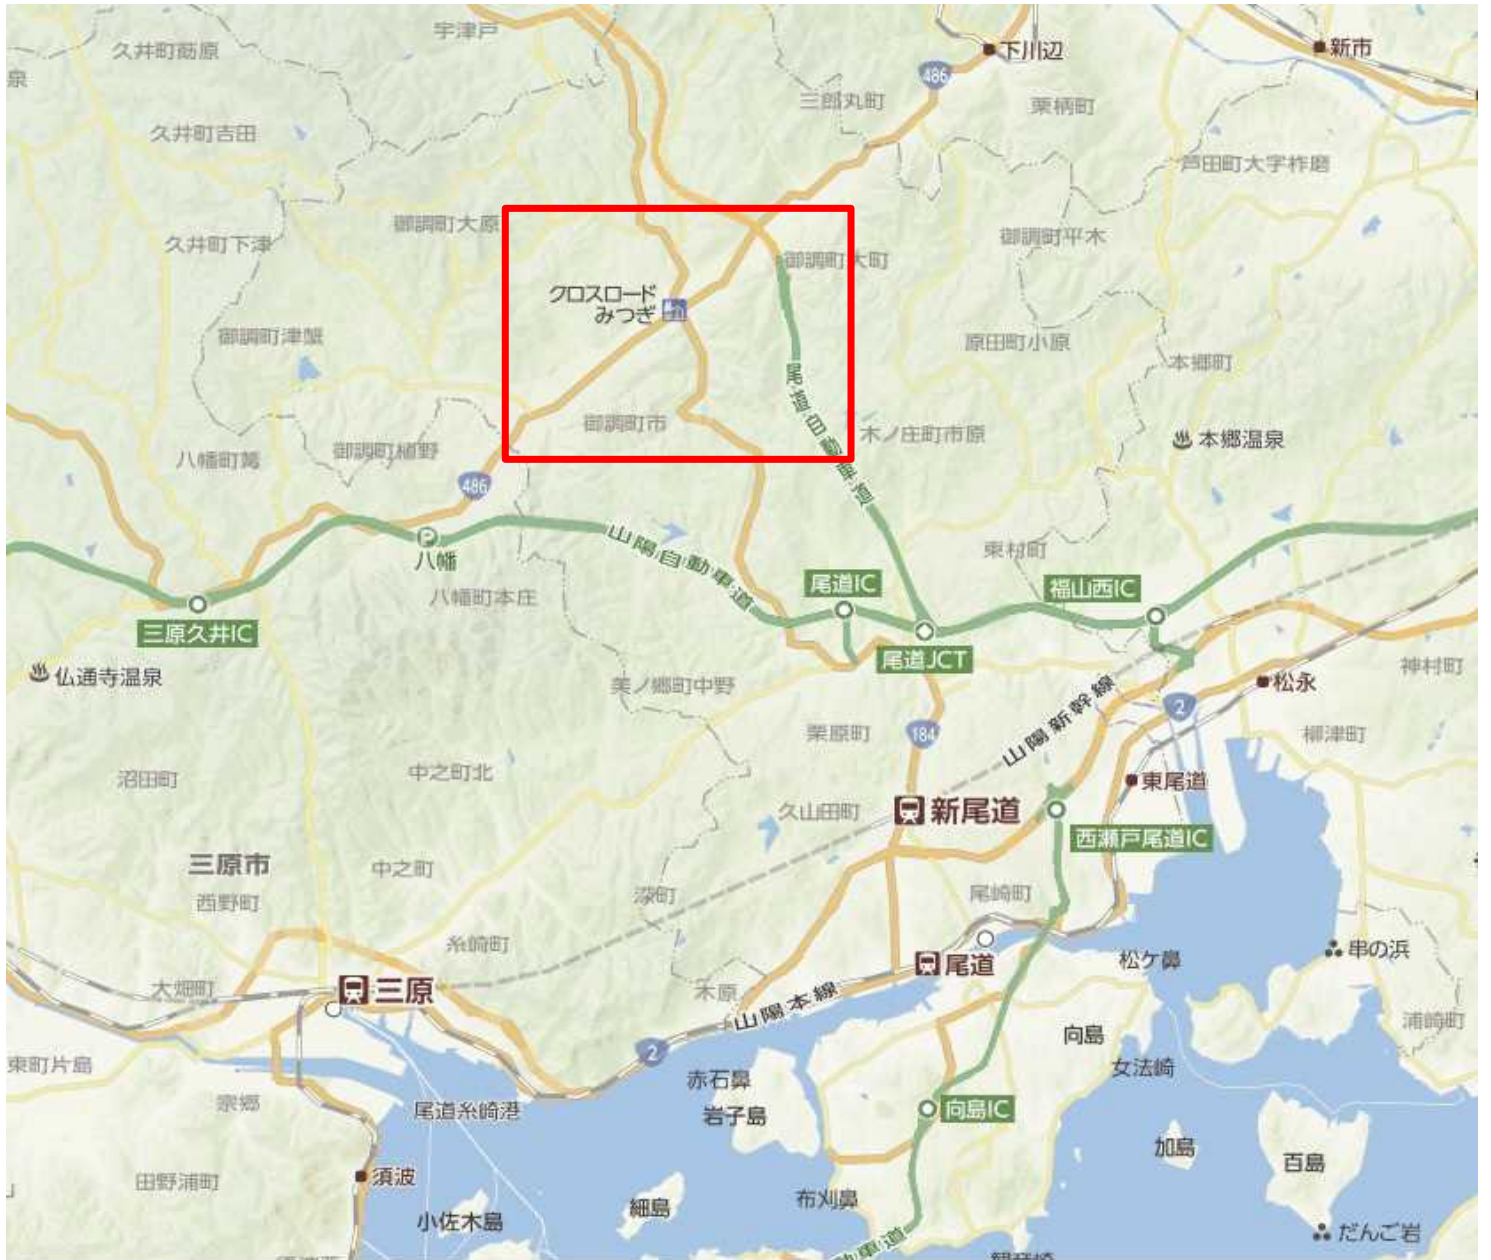 宇津戸
久井町莇原
下川辺
新市
泉
486
三郎丸町
栗柄町
久井町吉田
芦田町大字柞磨
御調町大原
久井町下津
御調町平木
御調町大町
クロスロード
みつぎ
御調町津蟹
原田町小原
本郷町
尾道自動車道
御調町市
木ノ庄町市原
本郷温泉
御調町植野
八幡町篝
486
山陽自動車道
東村町
八幡
尾道IC
福山西IC
八幡町本庄
三原久井IC
尾道JCT
仏通寺温泉
神村町
美ノ郷町中野
松永
山陽新幹線
2
栗原町
184
柳津町
沼田町
中之町北
東尾道
久山田町
新尾道
西瀬戸尾道IC
三原市
中之町
西野町
深町
尾崎町
糸崎町
串の浜
松ケ鼻
尾道
大畑町
三原
木原
山陽本線
浦崎町
向島
2
東町片島
女法崎
赤石鼻
宗郷
尾道糸崎港
岩子島
向島IC
加島
百島
須波
田野浦町
布刈鼻
細島
小佐木島
だんご岩
動車道